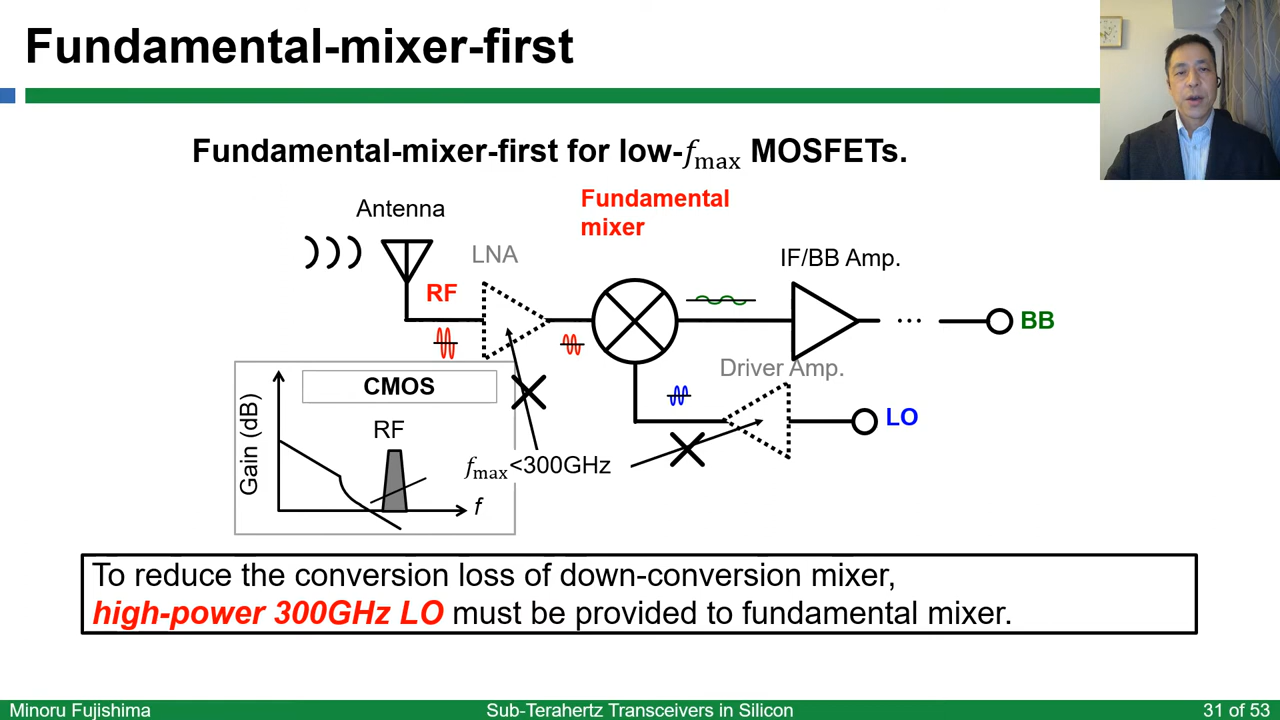 Fundamental-mixer-first
Fundamental-mixer-first for low-fmax MOSFETs.
Fundamental
mixer
Antenna
LNA
IF/BB Amp.
RF
BB
Driver Amp.
CMOS
LO
RF
Gain (dB)
fmax<300GHz
f
To reduce the conversion loss of down-conversion mixer,
high-power 300GHz LO must be provided to fundamental mixer.
Minoru Fujishima
Sub-Terahertz Transceivers in Silicon
31 of 53